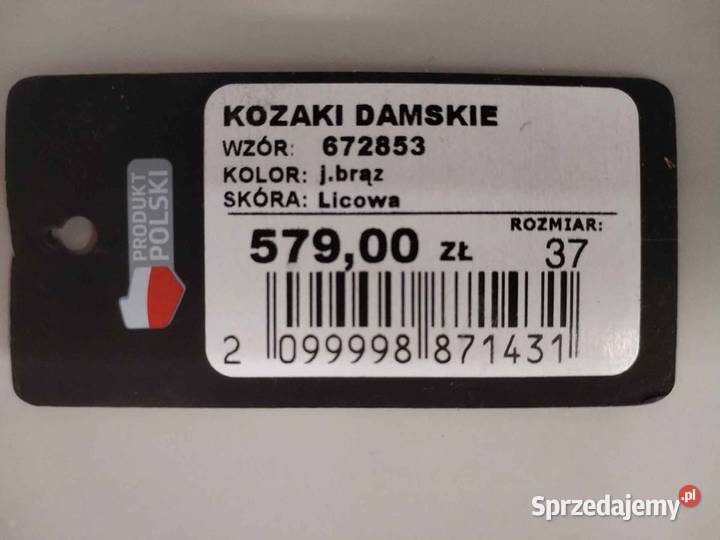 KOZAKI DAMSKIE
WZÓR: 672853
KOLOR: j.brąz
SKÓRA: Licowa
ROZMIAR:
579,00 ZŁ 37
2 099998 871431
PRODUKT
POLSKI
Sprzedajemy.pl